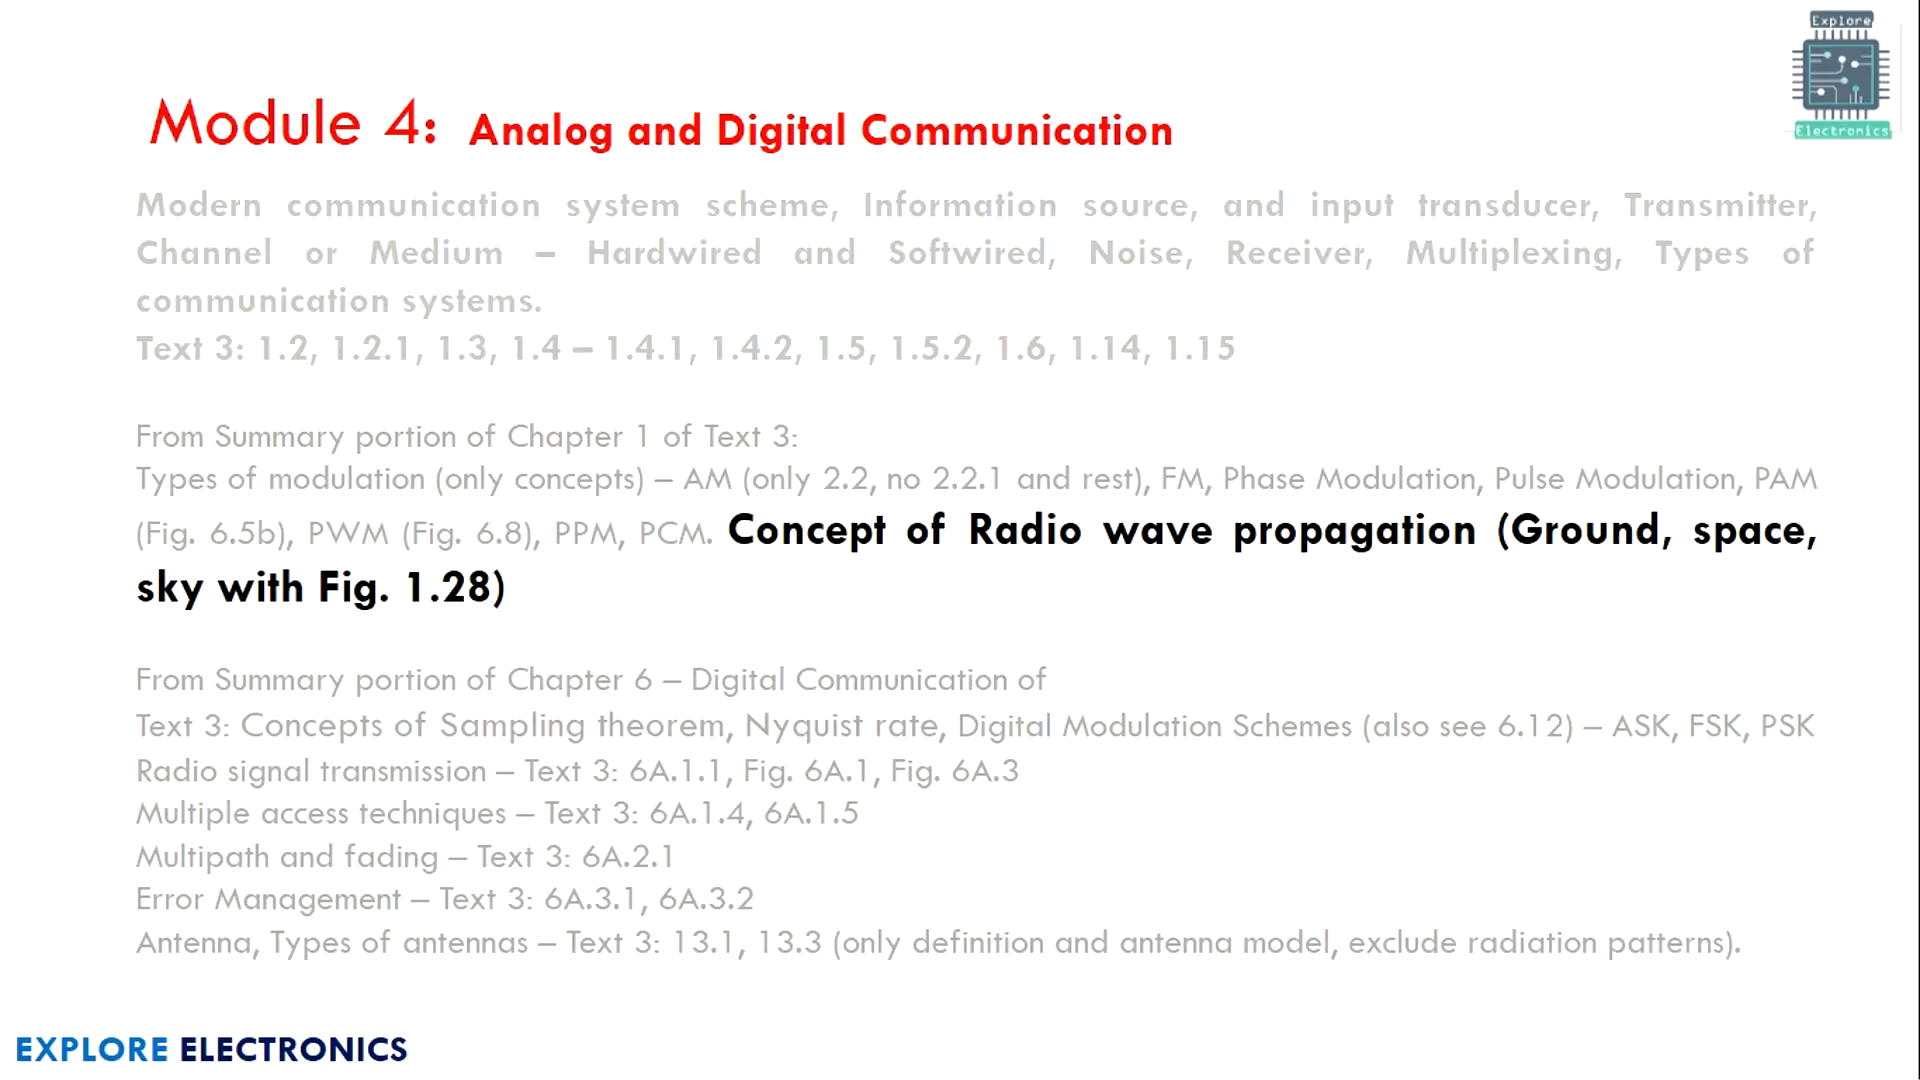 Explore
Electronics
Module 4: Analog and Digital Communication
Modern communication system scheme, Information source, and input transducer, Transmitter,
Channel or Medium – Hardwired and Softwired, Noise, Receiver, Multiplexing, Types of
communication systems.
Text 3: 1.2, 1.2.1, 1.3, 1.4 – 1.4.1, 1.4.2, 1.5, 1.5.2, 1.6, 1.14, 1.15
From Summary portion of Chapter 1 of Text 3:
Types of modulation (only concepts) – AM (only 2.2, no 2.2.1 and rest), FM, Phase Modulation, Pulse Modulation, PAM
(Fig. 6.5b), PWM (Fig. 6.8), PPM, PCM. Concept of Radio wave propagation (Ground, space,
sky with Fig. 1.28)
From Summary portion of Chapter 6 – Digital Communication of
Text 3: Concepts of Sampling theorem, Nyquist rate, Digital Modulation Schemes (also see 6.12) – ASK, FSK, PSK
Radio signal transmission – Text 3: 6A.1.1, Fig. 6A.1, Fig. 6A.3
Multiple access techniques – Text 3: 6A.1.4, 6A.1.5
Multipath and fading – Text 3: 6A.2.1
Error Management – Text 3: 6A.3.1, 6A.3.2
Antenna, Types of antennas – Text 3: 13.1, 13.3 (only definition and antenna model, exclude radiation patterns).
EXPLORE ELECTRONICS